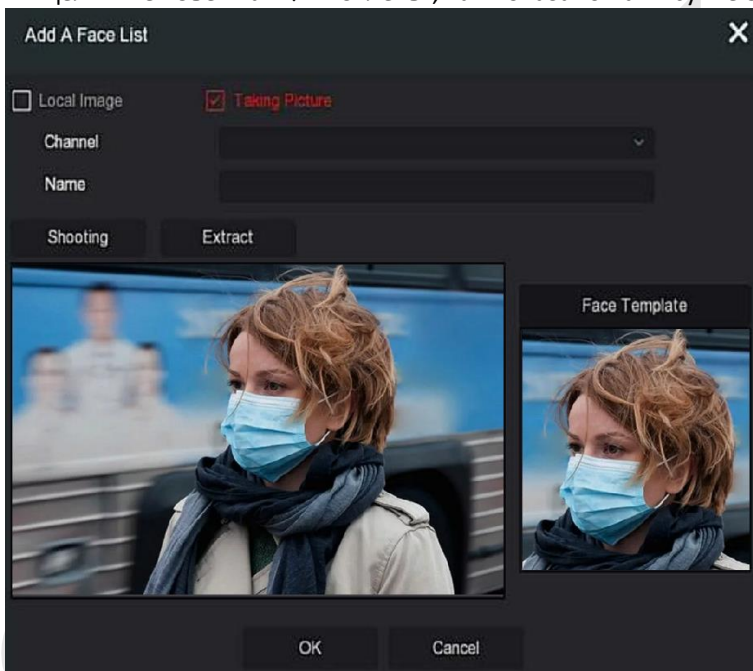 Add A Face List
Local Image Taking Picture
Channel
Name
Shooting Extract
Face Template
OK Cancel